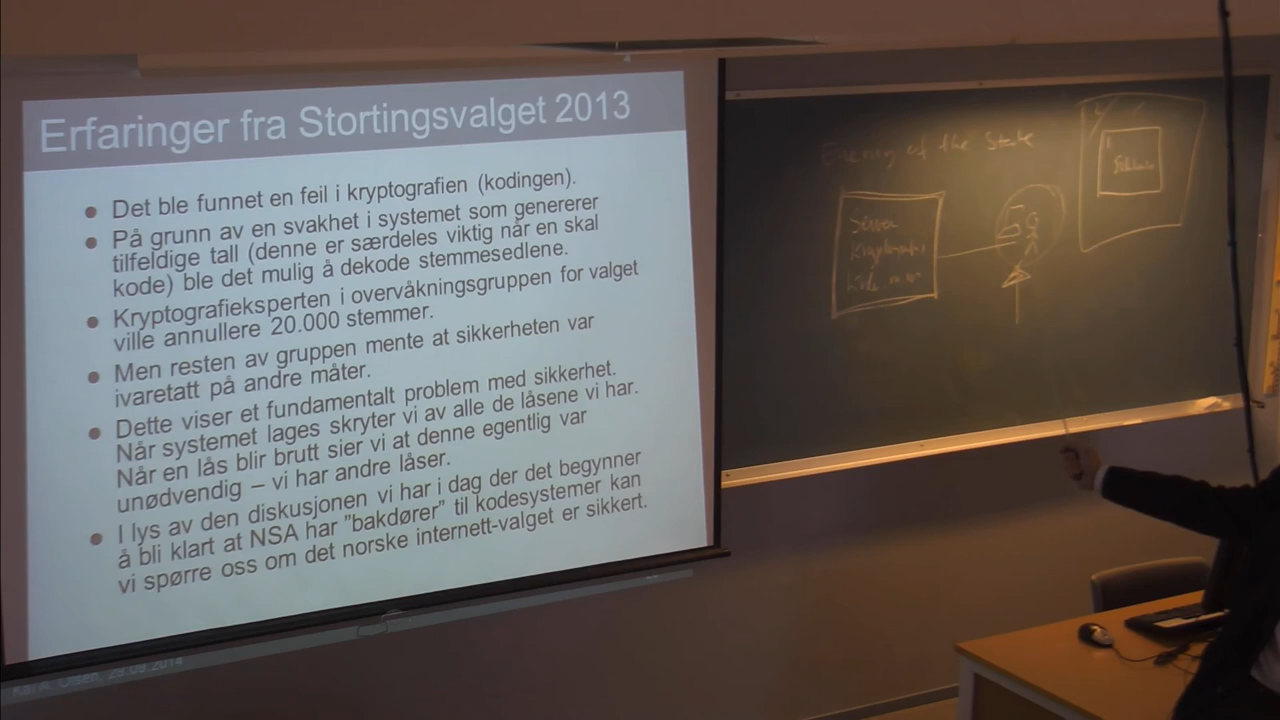 Erfaringer fra Stortingsvalget 2013
• Det ble funnet en feil i kryptografien (kodingen).
• På grunn av en svakhet i systemet som genererer
tilfeldige tall (denne er særdeles viktig når en skal
kode) ble det mulig å dekode stemmesedlene.
• Kryptografieksperten i overvåkningsgruppen for valget
ville annullere 20.000 stemmer.
• Men resten av gruppen mente at sikkerheten var
ivaretatt på andre måter.
• Dette viser et fundamentalt problem med sikkerhet.
Når systemet lages skryter vi av alle de låsene vi har.
Når en lås blir brutt sier vi at denne egentlig var
unødvendig – vi har andre låser.
• I lys av den diskusjonen vi har i dag der det begynner
å bli klart at NSA har ”bakdører” til kodesystemer kan
vi spørre oss om det norske internett-valget er sikkert.
Kai A. Olsen, 29.09.2014
Enemy of the State
Server